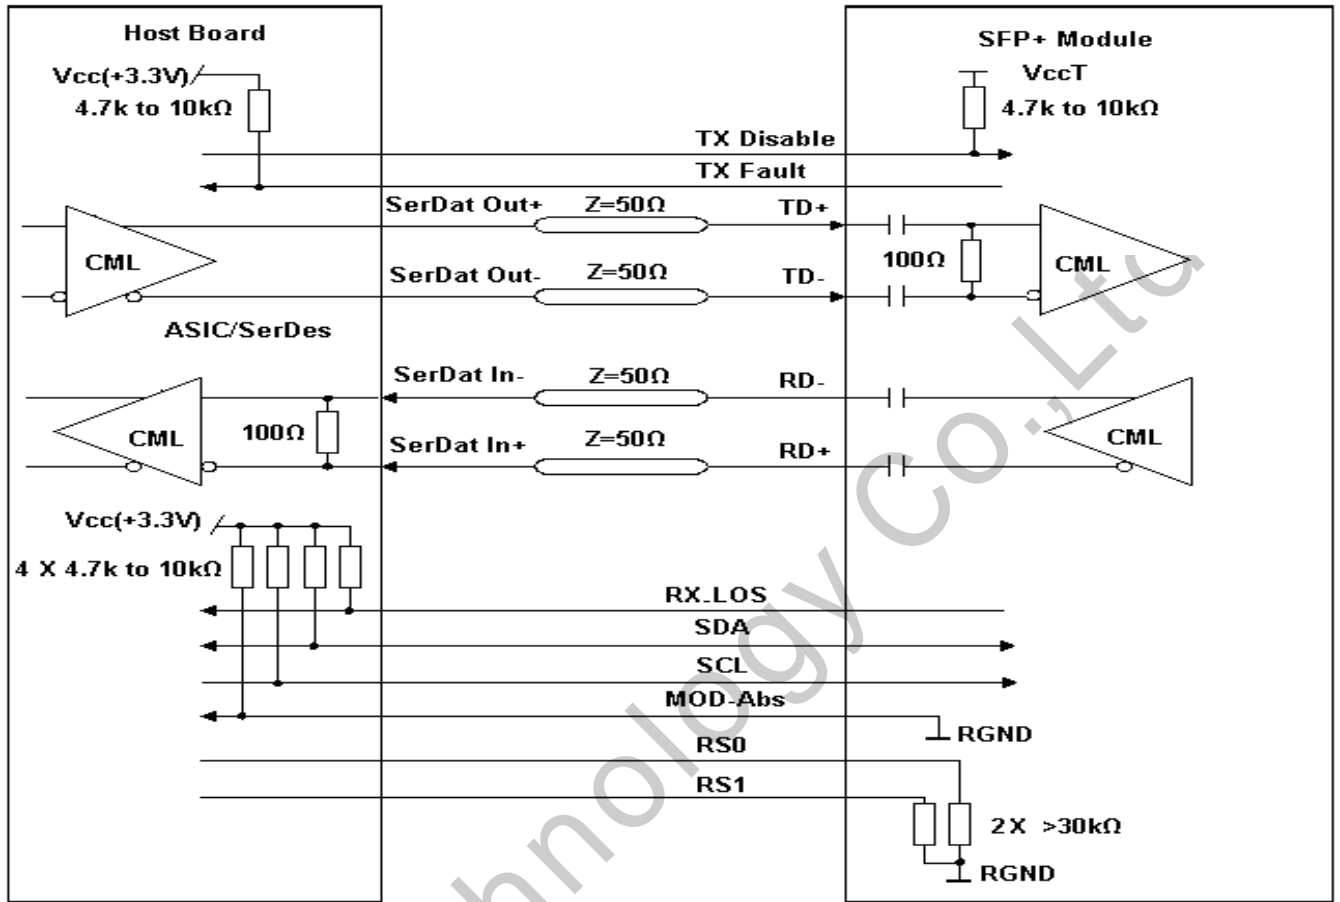 Host Board
SFP+ Module
Vcc(+3.3V)
4.7k to 10kΩ
VccT
4.7k to 10kΩ
TX Disable
TX Fault
SerDat Out+
Z=50Ω
TD+
CML
100Ω
CML
SerDat Out-
Z=50Ω
TD-
ASIC/SerDes
SerDat In-
Z=50Ω
RD-
CML
100Ω
SerDat In+
Z=50Ω
RD+
CML
Vcc(+3.3V)
4 X 4.7k to 10kΩ
RX_LOS
SDA
SCL
MOD-Abs
RGND
RS0
RS1
2X >30kΩ
RGND
hnology Co.,Ltd